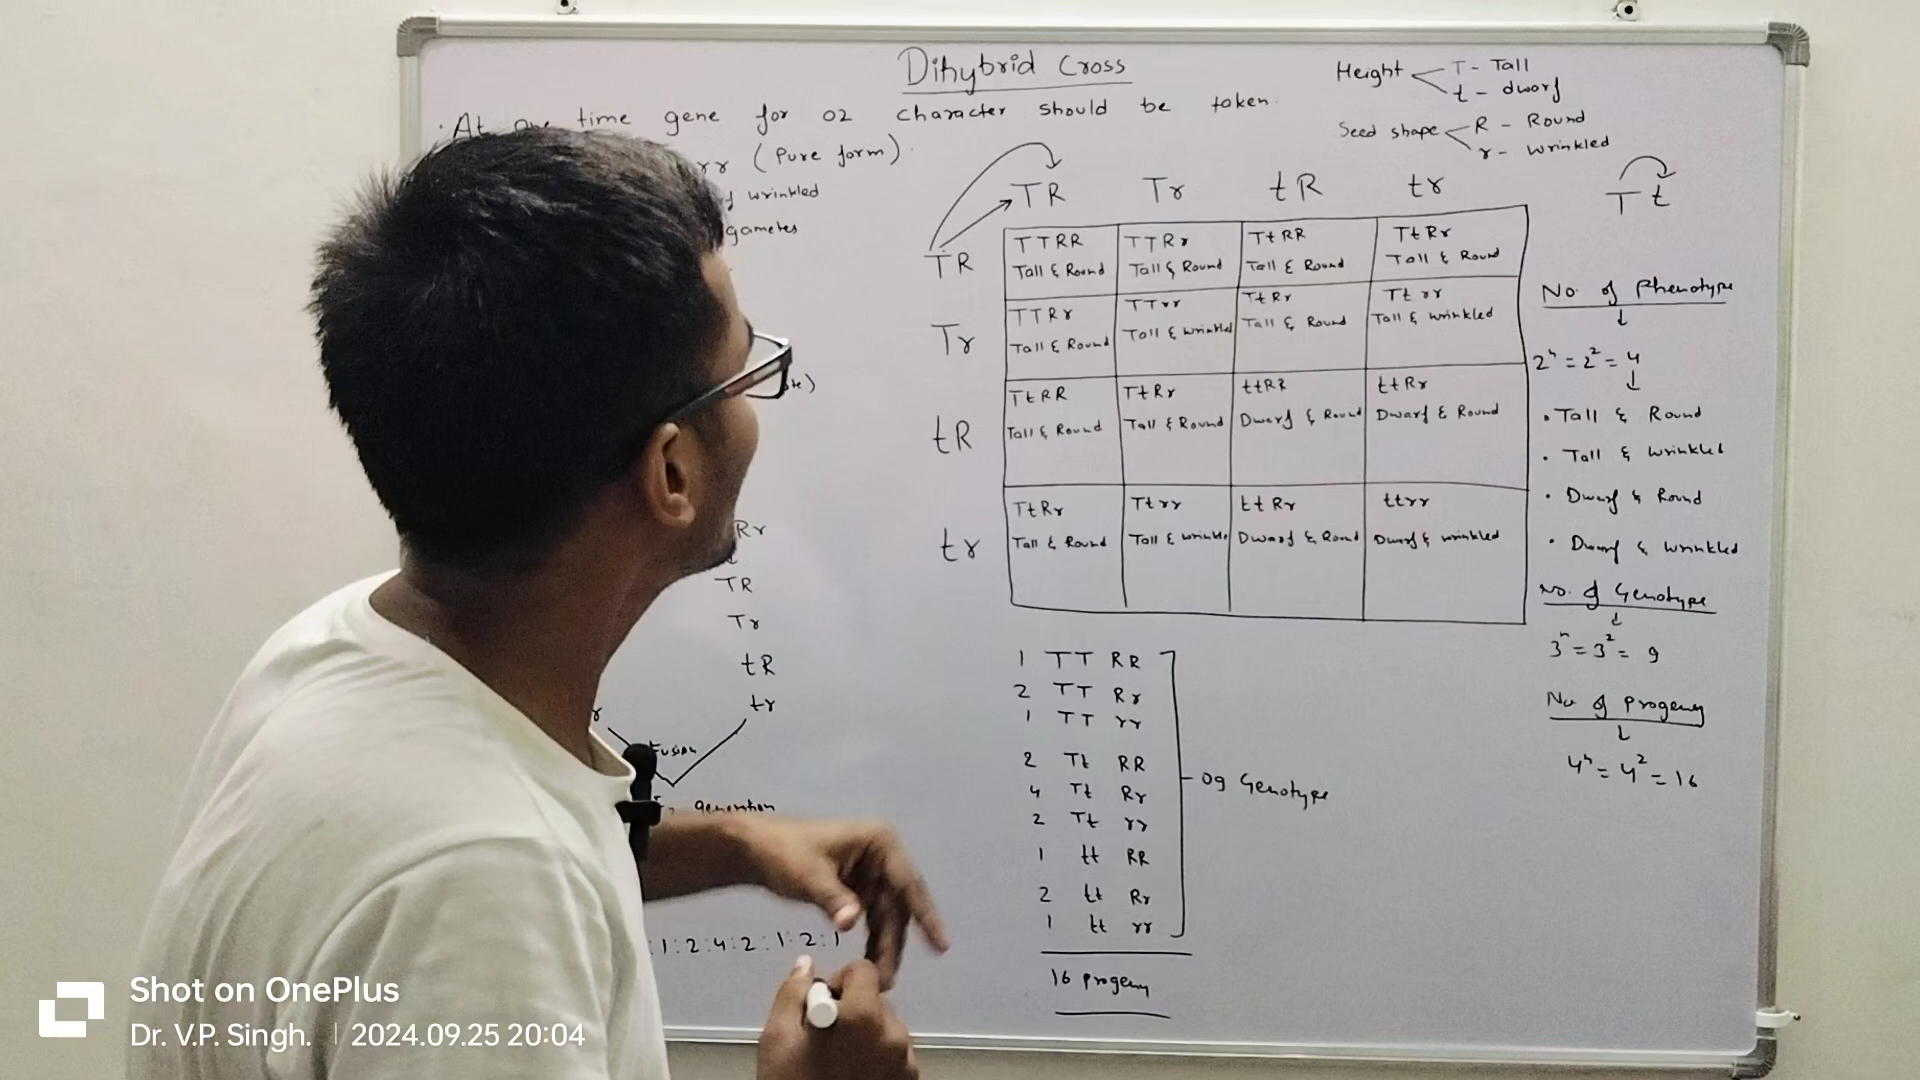 Dihybrid Cross
· At one time gene for 02 character should be taken.
rr (Pure form).
wrinkled
gametes
Rr
TR
Tr
tR
tr
Fusion
generation
1:2:4:2:1:2:1
Height T - Tall
t - dworf
Seed shape R - Round
r - wrinkled
T t
TR Tr tR tr
TR
TTRR TTRr TtRR TtRr
Tall & Round Tall & Round Tall & Round Tall & Round
Tr
TTRr TTrr TtRr Tt rr
Tall & Round Tall & wrinkled Tall & Round Tall & wrinkled
tR
TtRR TtRr ttRR ttRr
Tall & Round Tall & Round Dwarf & Round Dwarf & Round
tr
TtRr Ttrr ttRr ttrr
Tall & Round Tall & wrinkle Dwarf & Round Dwarf & wrinkled
1 TT RR
2 TT Rr
1 TT rr
2 Tt RR
4 Tt Rr
2 Tt rr
1 tt RR
2 tt Rr
1 tt rr
09 Genotype
16 progeny
No. of Phenotype
2ⁿ = 2² = 4
· Tall & Round
· Tall & wrinkled
· Dwarf & Round
· Dwarf & wrinkled
No. of Genotype
3ⁿ = 3² = 9
No of progeny
4ⁿ = 4² = 16
Shot on OnePlus
Dr. V.P. Singh. | 2024.09.25 20:04